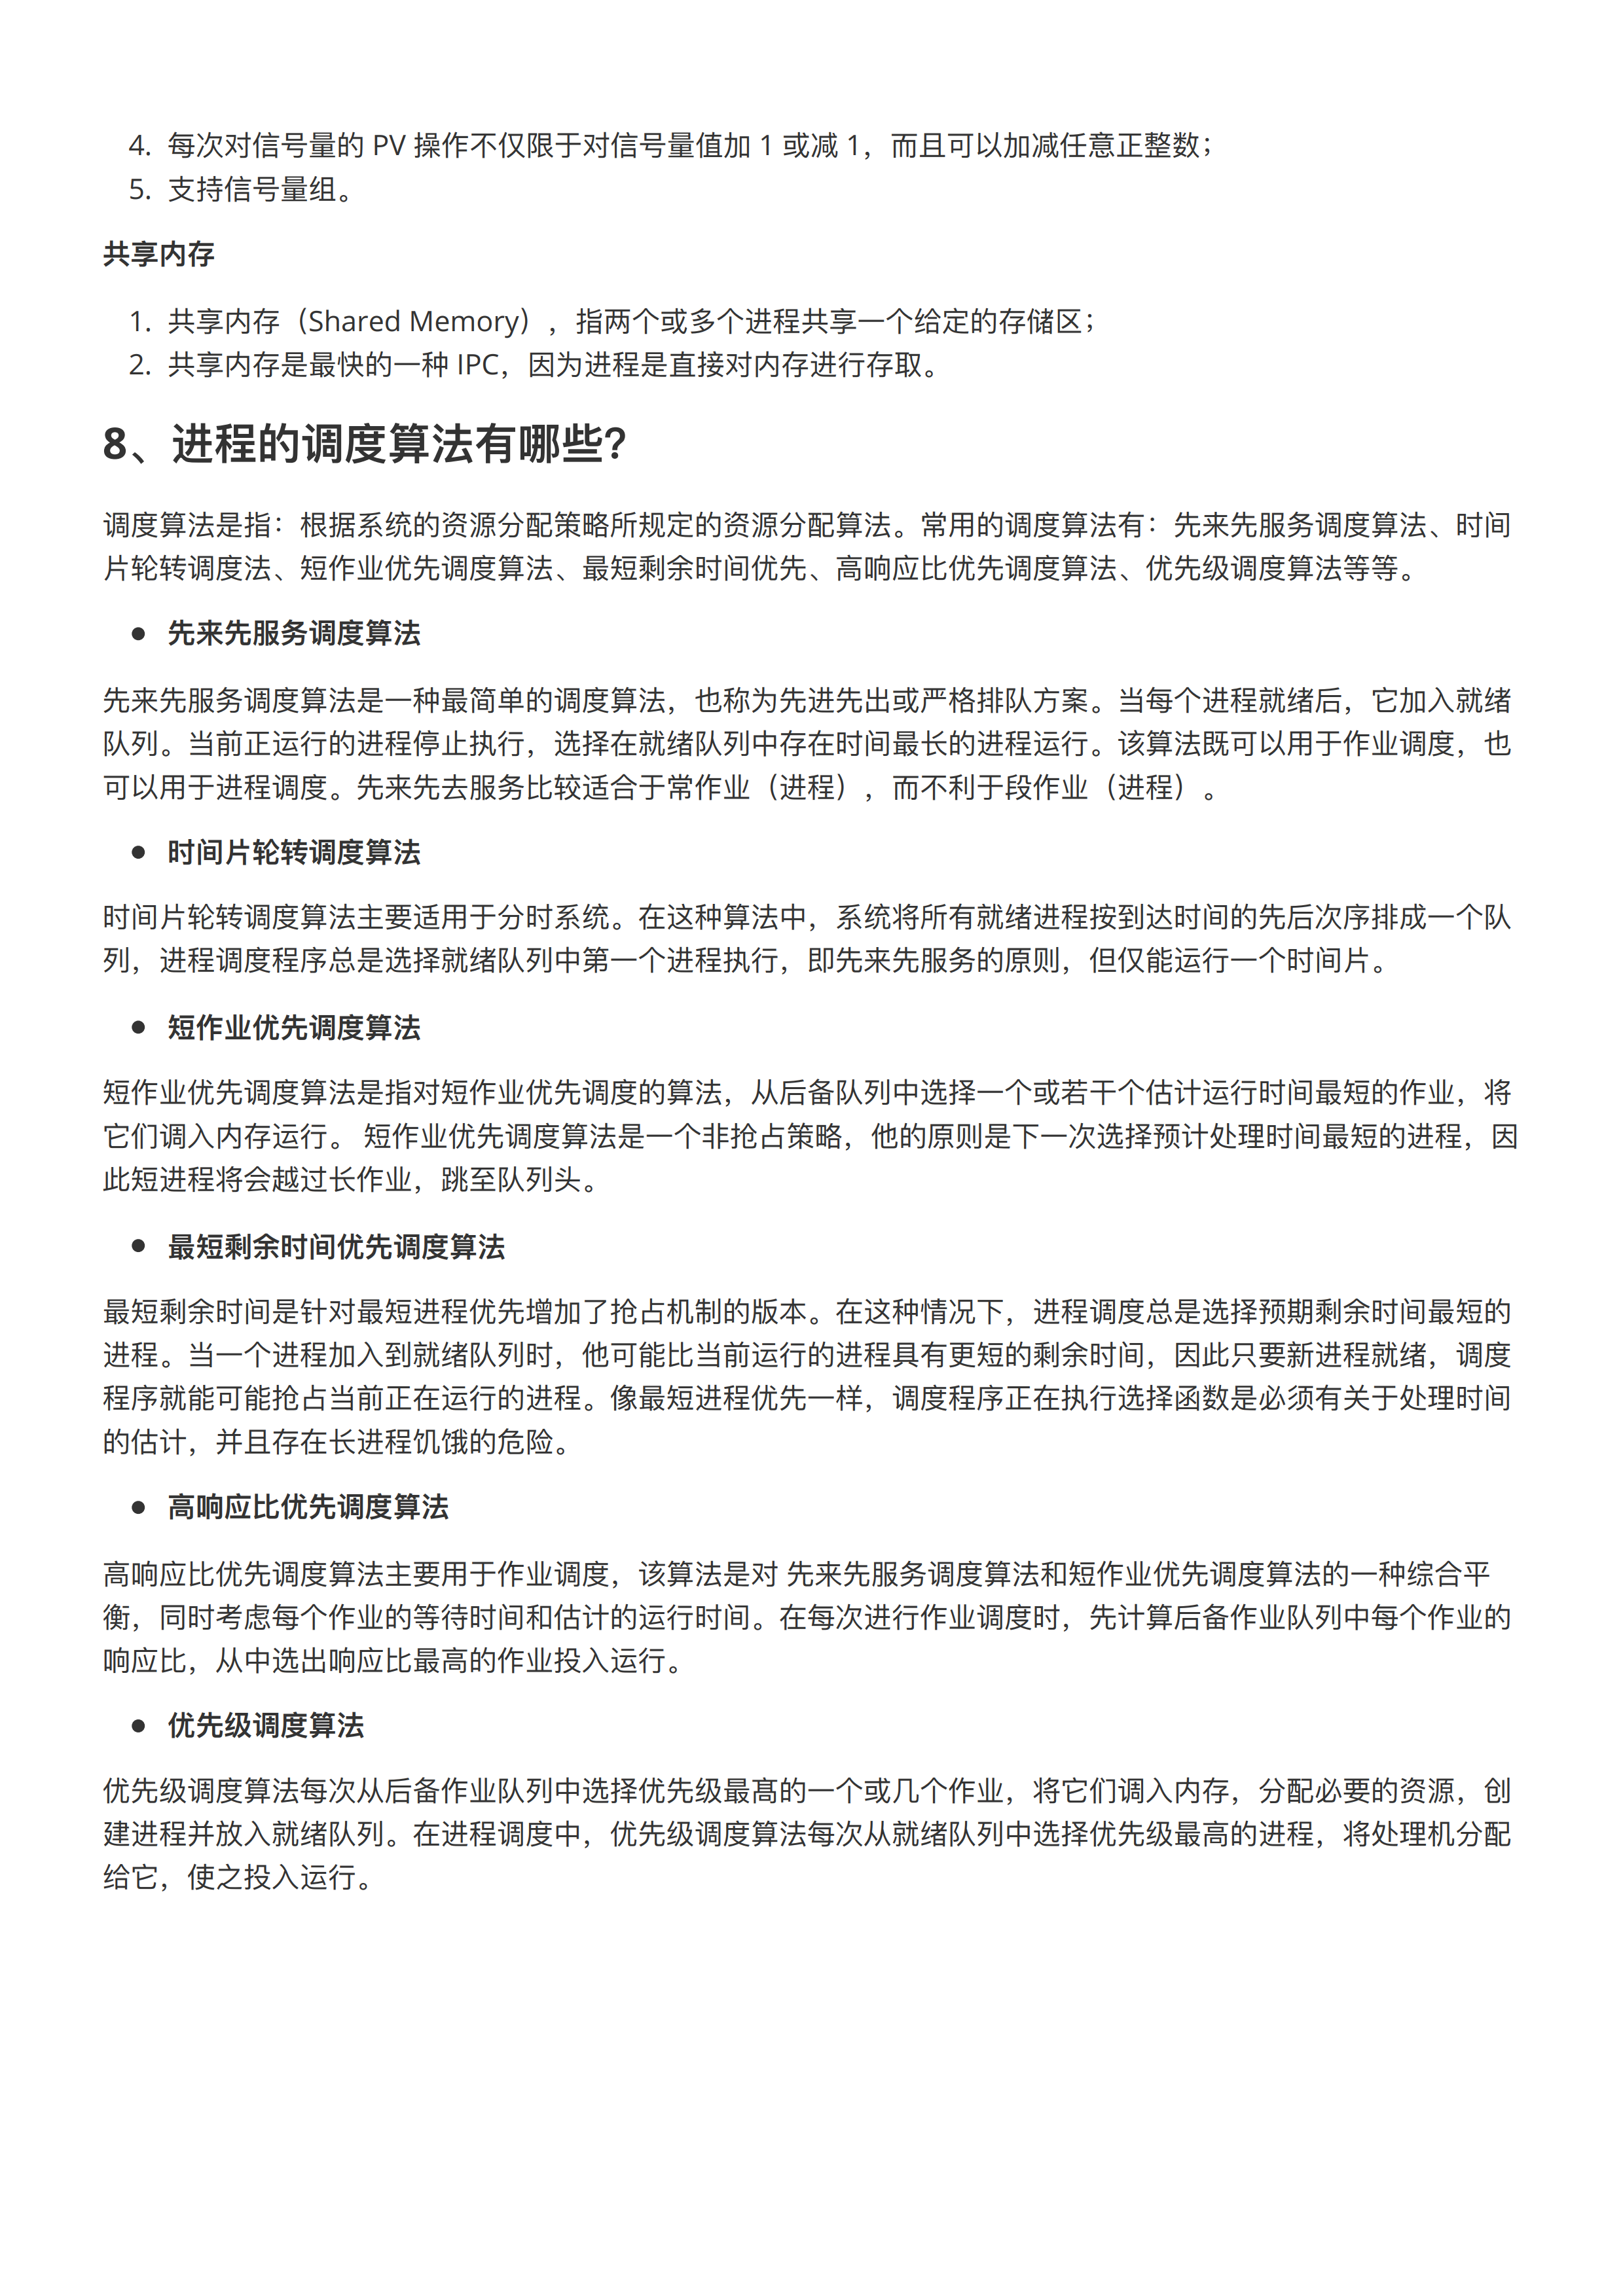 4. 每次对信号量的 PV 操作不仅限于对信号量值加 1 或减 1，而且可以加减任意正整数；
5. 支持信号量组。
共享内存
1. 共享内存（Shared Memory），指两个或多个进程共享一个给定的存储区；
2. 共享内存是最快的一种 IPC，因为进程是直接对内存进行存取。
8、进程的调度算法有哪些？
调度算法是指：根据系统的资源分配策略所规定的资源分配算法。常用的调度算法有：先来先服务调度算法、时间
片轮转调度法、短作业优先调度算法、最短剩余时间优先、高响应比优先调度算法、优先级调度算法等等。
● 先来先服务调度算法
先来先服务调度算法是一种最简单的调度算法，也称为先进先出或严格排队方案。当每个进程就绪后，它加入就绪
队列。当前正运行的进程停止执行，选择在就绪队列中存在时间最长的进程运行。该算法既可以用于作业调度，也
可以用于进程调度。先来先去服务比较适合于常作业（进程），而不利于段作业（进程）。
● 时间片轮转调度算法
时间片轮转调度算法主要适用于分时系统。在这种算法中，系统将所有就绪进程按到达时间的先后次序排成一个队
列，进程调度程序总是选择就绪队列中第一个进程执行，即先来先服务的原则，但仅能运行一个时间片。
● 短作业优先调度算法
短作业优先调度算法是指对短作业优先调度的算法，从后备队列中选择一个或若干个估计运行时间最短的作业，将
它们调入内存运行。 短作业优先调度算法是一个非抢占策略，他的原则是下一次选择预计处理时间最短的进程，因
此短进程将会越过长作业，跳至队列头。
● 最短剩余时间优先调度算法
最短剩余时间是针对最短进程优先增加了抢占机制的版本。在这种情况下，进程调度总是选择预期剩余时间最短的
进程。当一个进程加入到就绪队列时，他可能比当前运行的进程具有更短的剩余时间，因此只要新进程就绪，调度
程序就能可能抢占当前正在运行的进程。像最短进程优先一样，调度程序正在执行选择函数是必须有关于处理时间
的估计，并且存在长进程饥饿的危险。
● 高响应比优先调度算法
高响应比优先调度算法主要用于作业调度，该算法是对 先来先服务调度算法和短作业优先调度算法的一种综合平
衡，同时考虑每个作业的等待时间和估计的运行时间。在每次进行作业调度时，先计算后备作业队列中每个作业的
响应比，从中选出响应比最高的作业投入运行。
● 优先级调度算法
优先级调度算法每次从后备作业队列中选择优先级最髙的一个或几个作业，将它们调入内存，分配必要的资源，创
建进程并放入就绪队列。在进程调度中，优先级调度算法每次从就绪队列中选择优先级最高的进程，将处理机分配
给它，使之投入运行。